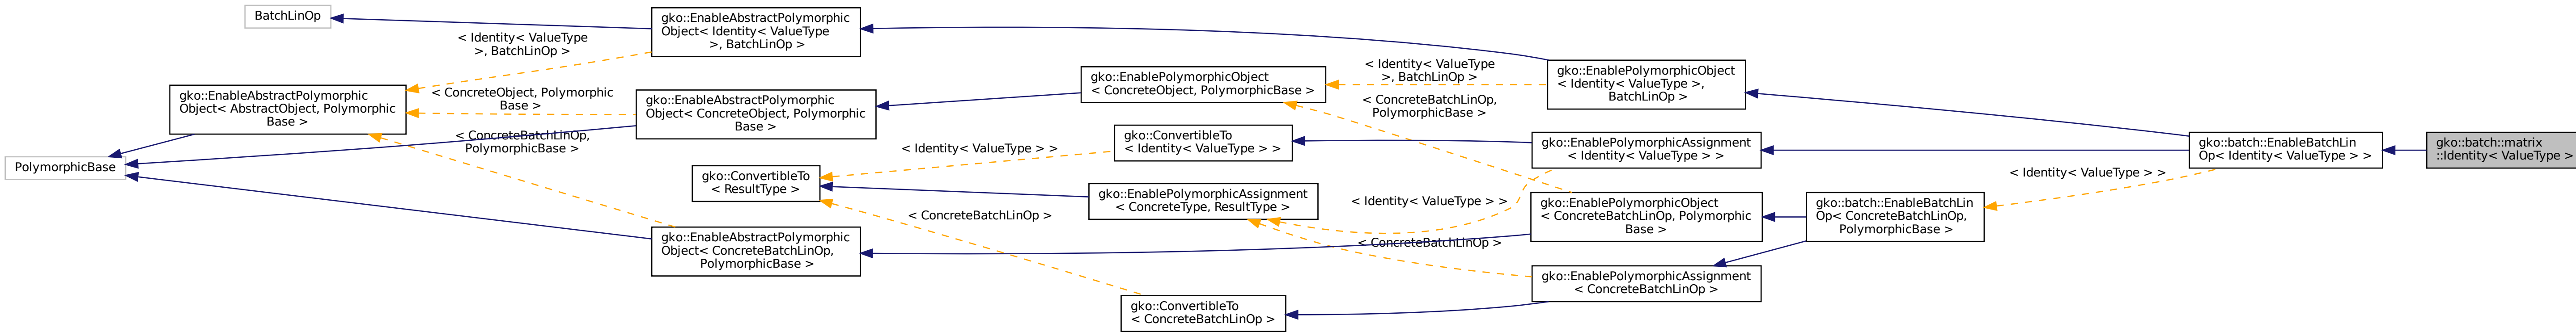 BatchLinOp
gko::EnableAbstractPolymorphic
Object< Identity< ValueType
>, BatchLinOp >
< Identity< ValueType
>, BatchLinOp >
gko::EnableAbstractPolymorphic
Object< AbstractObject, Polymorphic
Base >
< ConcreteObject, Polymorphic
Base >
gko::EnableAbstractPolymorphic
Object< ConcreteObject, Polymorphic
Base >
gko::EnablePolymorphicObject
< ConcreteObject, PolymorphicBase >
< Identity< ValueType
>, BatchLinOp >
gko::EnablePolymorphicObject
< Identity< ValueType >,
BatchLinOp >
< ConcreteBatchLinOp,
PolymorphicBase >
PolymorphicBase
< ConcreteBatchLinOp,
PolymorphicBase >
gko::ConvertibleTo
< Identity< ValueType > >
gko::EnablePolymorphicAssignment
< Identity< ValueType > >
gko::batch::EnableBatchLin
Op< Identity< ValueType > >
gko::batch::matrix
::Identity< ValueType >
< Identity< ValueType > >
gko::ConvertibleTo
< ResultType >
gko::EnablePolymorphicAssignment
< ConcreteType, ResultType >
< Identity< ValueType > >
< Identity< ValueType > >
gko::EnablePolymorphicObject
< ConcreteBatchLinOp, Polymorphic
Base >
gko::batch::EnableBatchLin
Op< ConcreteBatchLinOp,
PolymorphicBase >
< ConcreteBatchLinOp >
gko::EnableAbstractPolymorphic
Object< ConcreteBatchLinOp,
PolymorphicBase >
< ConcreteBatchLinOp >
gko::EnablePolymorphicAssignment
< ConcreteBatchLinOp >
gko::ConvertibleTo
< ConcreteBatchLinOp >